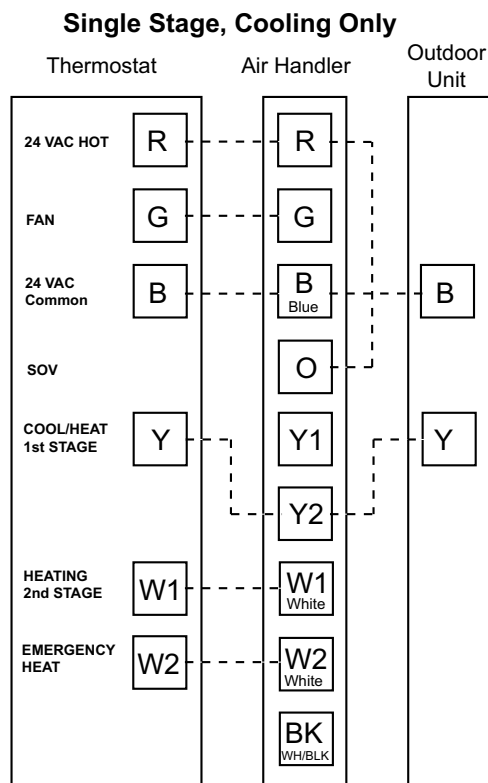 Single Stage, Cooling Only
Thermostat
Air Handler
Outdoor
Unit
24 VAC HOT
R
R
FAN
G
G
24 VAC
Common
B
B
Blue
B
SOV
O
COOL/HEAT
1st STAGE
Y
Y1
Y
Y2
HEATING
2nd STAGE
W1
W1
White
EMERGENCY
HEAT
W2
W2
White
BK
WH/BLK